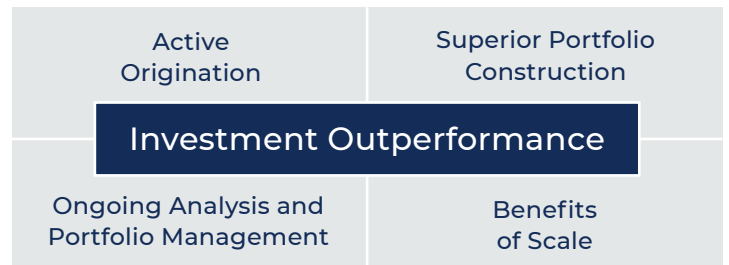 Active
Origination
Superior Portfolio
Construction
Investment Outperformance
Ongoing Analysis and
Portfolio Management
Benefits
of Scale